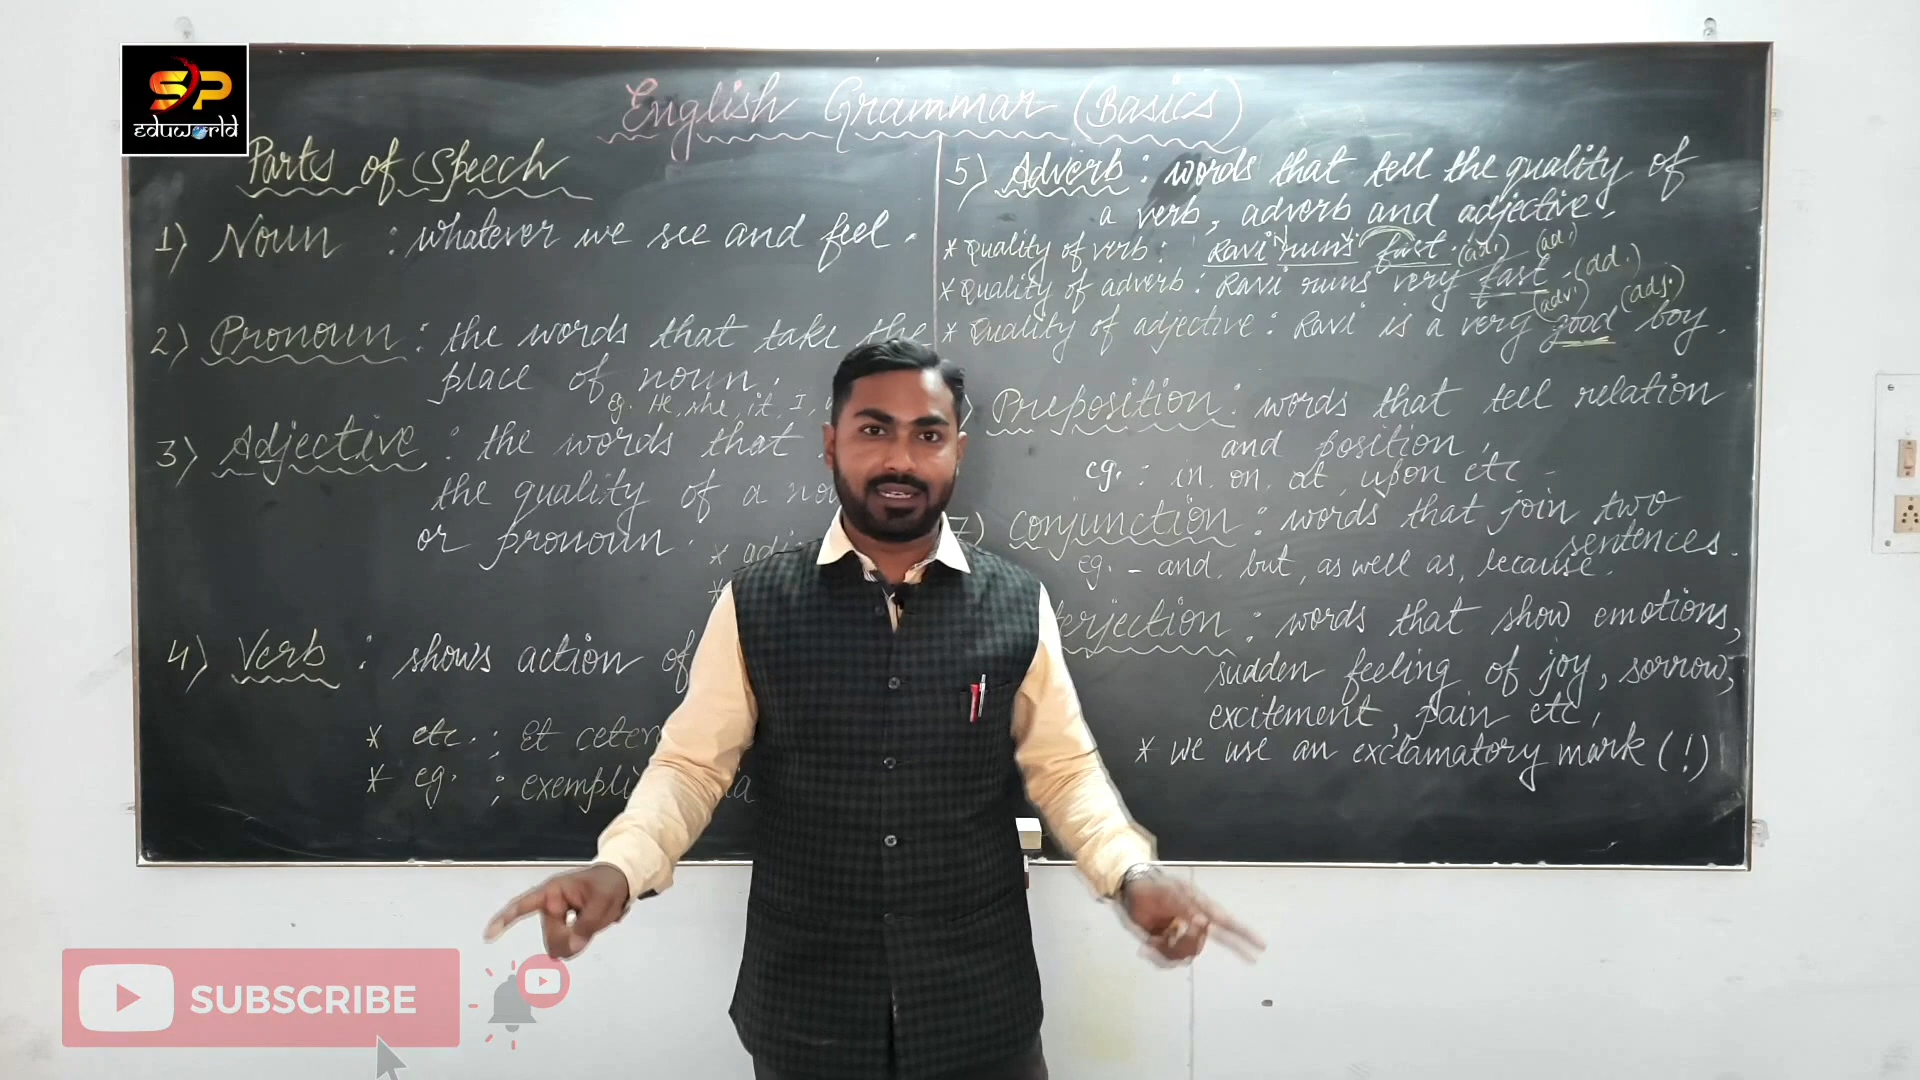 SP
eduworld
English Grammar (Basics)
Parts of Speech
1) Noun : whatever we see and feel.
2) Pronoun : the words that take the
place of noun.
eg. He, she, it, I,
3) Adjective : the words that
the quality of a
or pronoun.
*
*
4) Verb : shows action of
* etc. ; Et
* eg. ;
5) Adverb : words that tell the quality of
a verb, adverb and adjective.
* Quality of verb : Ravi runs fast. (ad.)
N V.
* Quality of adverb : Ravi runs very fast. (ad.)
(ad.)
* Quality of adjective : Ravi is a very good boy.
(adv.) (adj.)
) Preposition : words that tell relation
and position.
eg. : in, on, at, upon etc -
7) Conjunction : words that join two
sentences.
eg. - and, but, as well as, because.
: words that show emotions,
sudden feeling of joy, sorrow,
excitement, pain etc,
* we use an exclamatory mark (!)
SUBSCRIBE